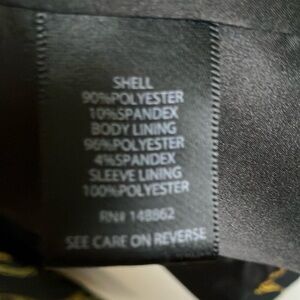 SHELL
90%POLYESTER
10%SPANDEX
BODY LINING
96%POLYESTER
4%SPANDEX
SLEEVE LINING
100%POLYESTER
RN# 148862
SEE CARE ON REVERSE